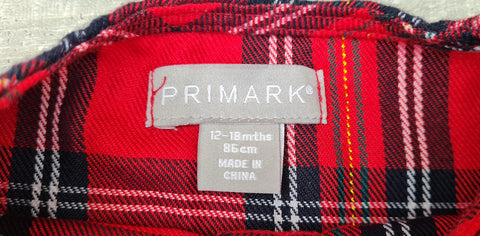 PRIMARK®
12-18mths
86cm
MADE IN
CHINA